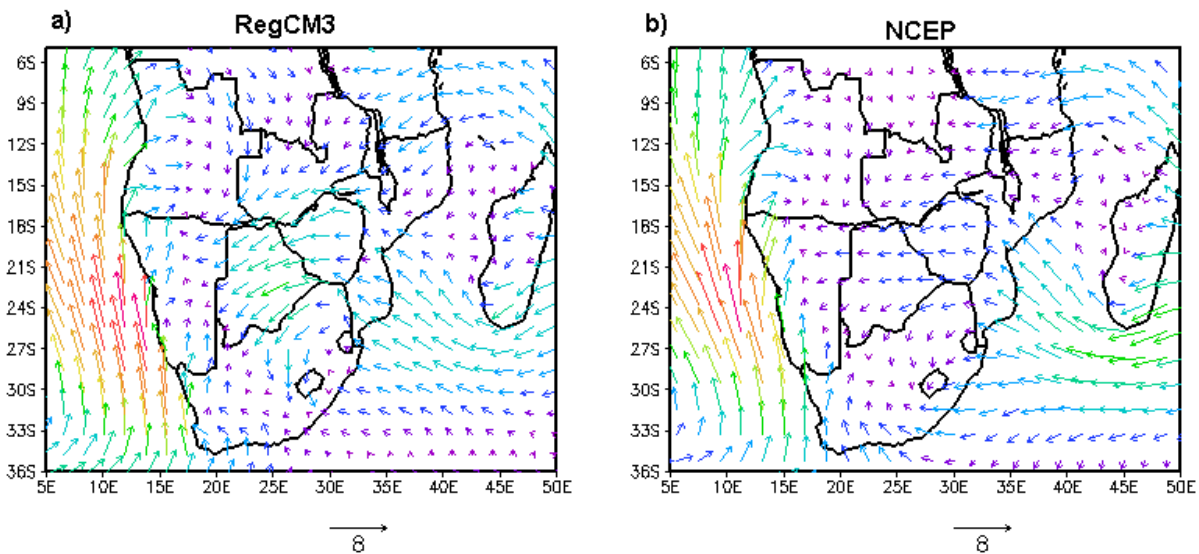 a) RegCM3
b) NCEP
6S
9S
12S
15S
18S
21S
24S
27S
30S
33S
36S
5E 10E 15E 20E 25E 30E 35E 40E 45E 50E
8
6S
9S
12S
15S
18S
21S
24S
27S
30S
33S
36S
5E 10E 15E 20E 25E 30E 35E 40E 45E 50E
8